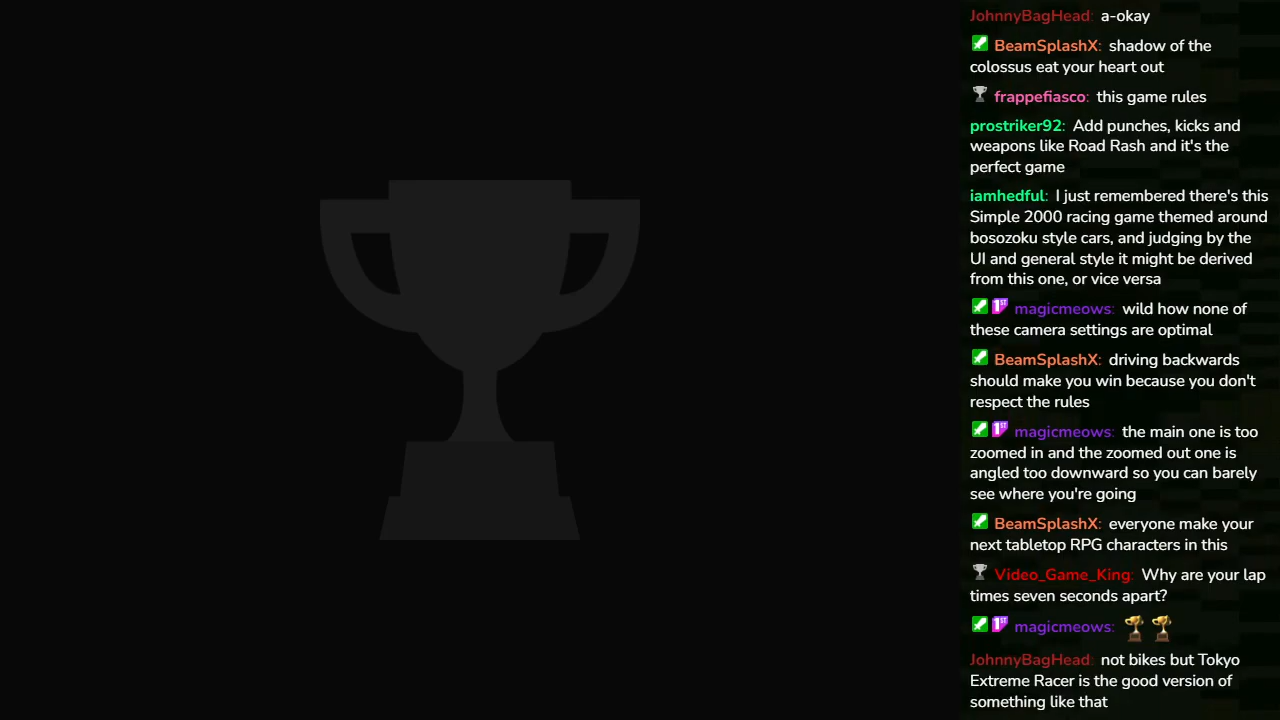 JohnnyBagHead: a-okay
BeamSplashX: shadow of the
colossus eat your heart out
frappefiasco: this game rules
prostriker92: Add punches, kicks and
weapons like Road Rash and it's the
perfect game
iamhedful: I just remembered there's this
Simple 2000 racing game themed around
bosozoku style cars, and judging by the
UI and general style it might be derived
from this one, or vice versa
magicmeows: wild how none of
these camera settings are optimal
BeamSplashX: driving backwards
should make you win because you don't
respect the rules
magicmeows: the main one is too
zoomed in and the zoomed out one is
angled too downward so you can barely
see where you're going
BeamSplashX: everyone make your
next tabletop RPG characters in this
Video_Game_King: Why are your lap
times seven seconds apart?
magicmeows:
JohnnyBagHead: not bikes but Tokyo
Extreme Racer is the good version of
something like that